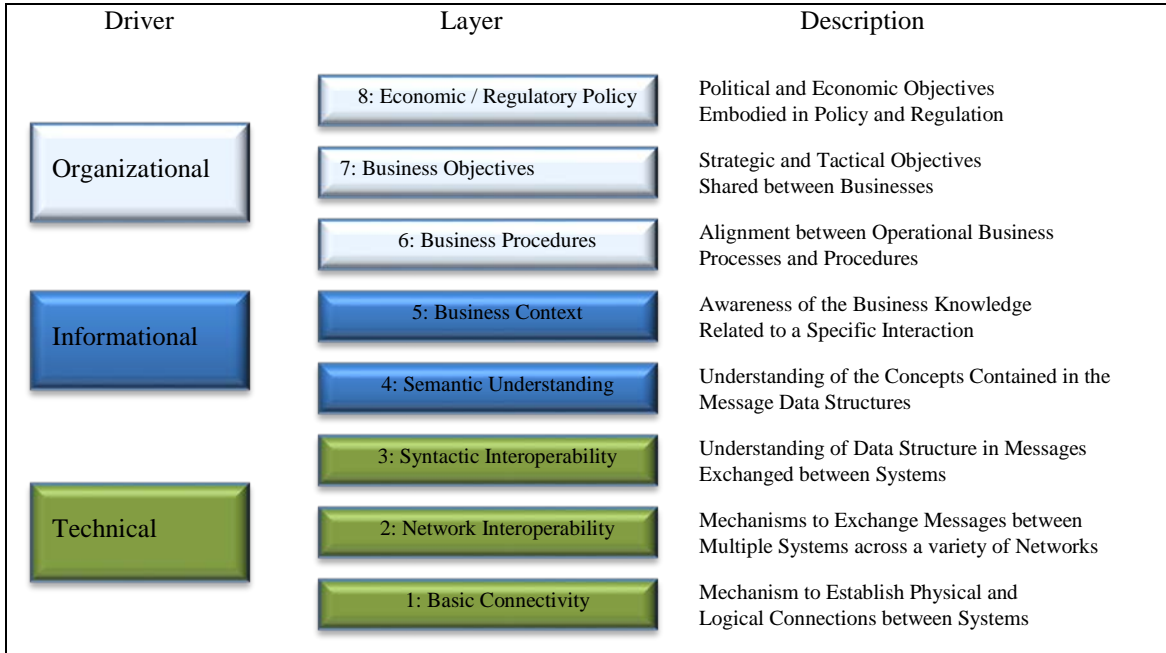 Driver
Layer
Description
8: Economic / Regulatory Policy
Political and Economic Objectives
Embodied in Policy and Regulation
Organizational
7: Business Objectives
Strategic and Tactical Objectives
Shared between Businesses
6: Business Procedures
Alignment between Operational Business
Processes and Procedures
Informational
5: Business Context
Awareness of the Business Knowledge
Related to a Specific Interaction
4: Semantic Understanding
Understanding of the Concepts Contained in the
Message Data Structures
3: Syntactic Interoperability
Understanding of Data Structure in Messages
Exchanged between Systems
Technical
2: Network Interoperability
Mechanisms to Exchange Messages between
Multiple Systems across a variety of Networks
1: Basic Connectivity
Mechanism to Establish Physical and
Logical Connections between Systems